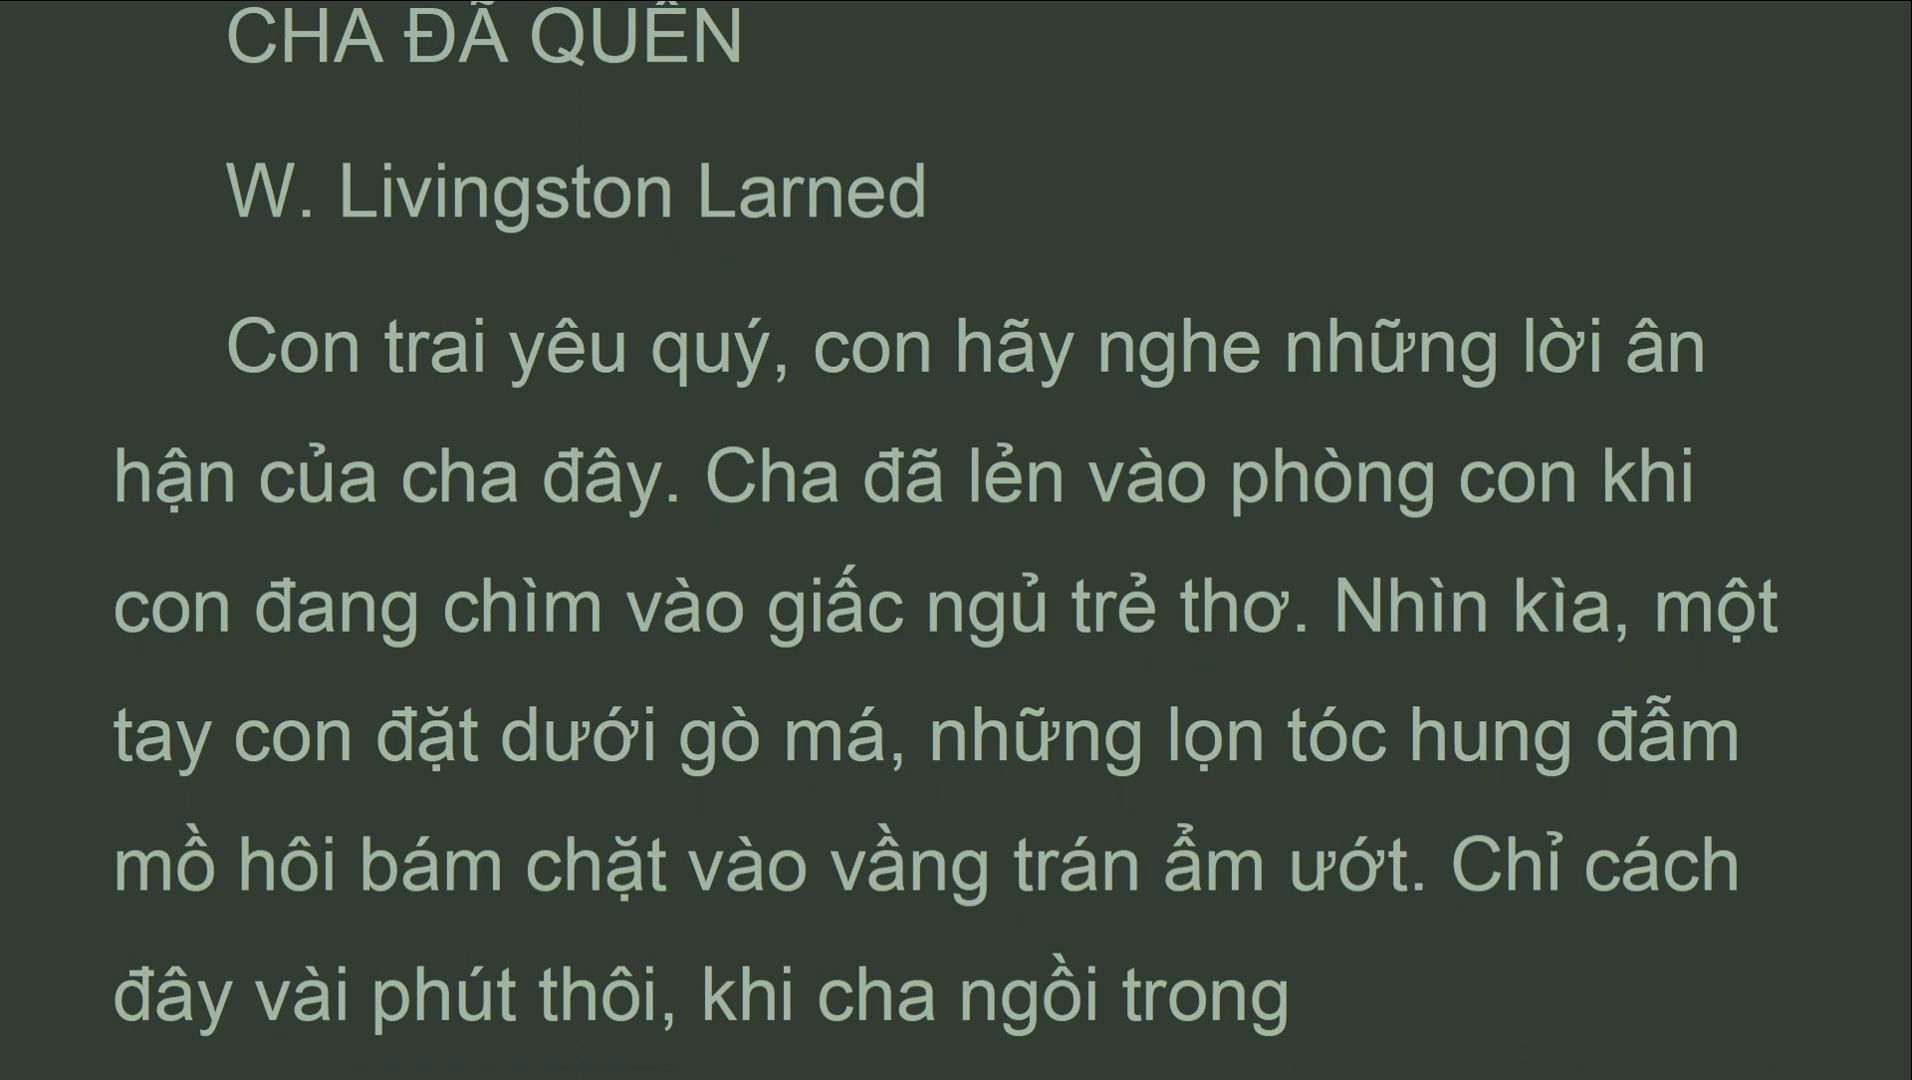 CHA ĐÃ QUÊN
W. Livingston Larned
Con trai yêu quý, con hãy nghe những lời ân
hận của cha đây. Cha đã lẻn vào phòng con khi
con đang chìm vào giấc ngủ trẻ thơ. Nhìn kìa, một
tay con đặt dưới gò má, những lọn tóc hung đẫm
mồ hôi bám chặt vào vầng trán ẩm ướt. Chỉ cách
đây vài phút thôi, khi cha ngồi trong